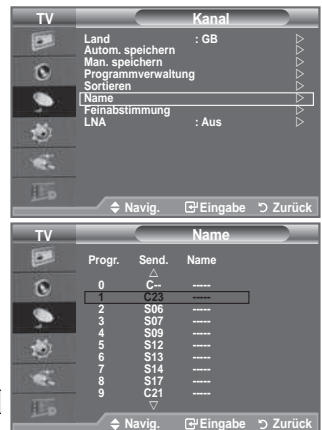 TV Kanal
Land : GB
Autom. speichern
Man. speichern
Programmverwaltung
Sortieren
Name
Feinabstimmung
LNA : Aus
Navig. Eingabe Zurück
TV Name
Progr. Send. Name
0 C-- -----
1 C23 -----
2 S06 -----
3 S07 -----
4 S09 -----
5 S12 -----
6 S13 -----
7 S14 -----
8 S17 -----
9 C21 -----
Navig. Eingabe Zurück